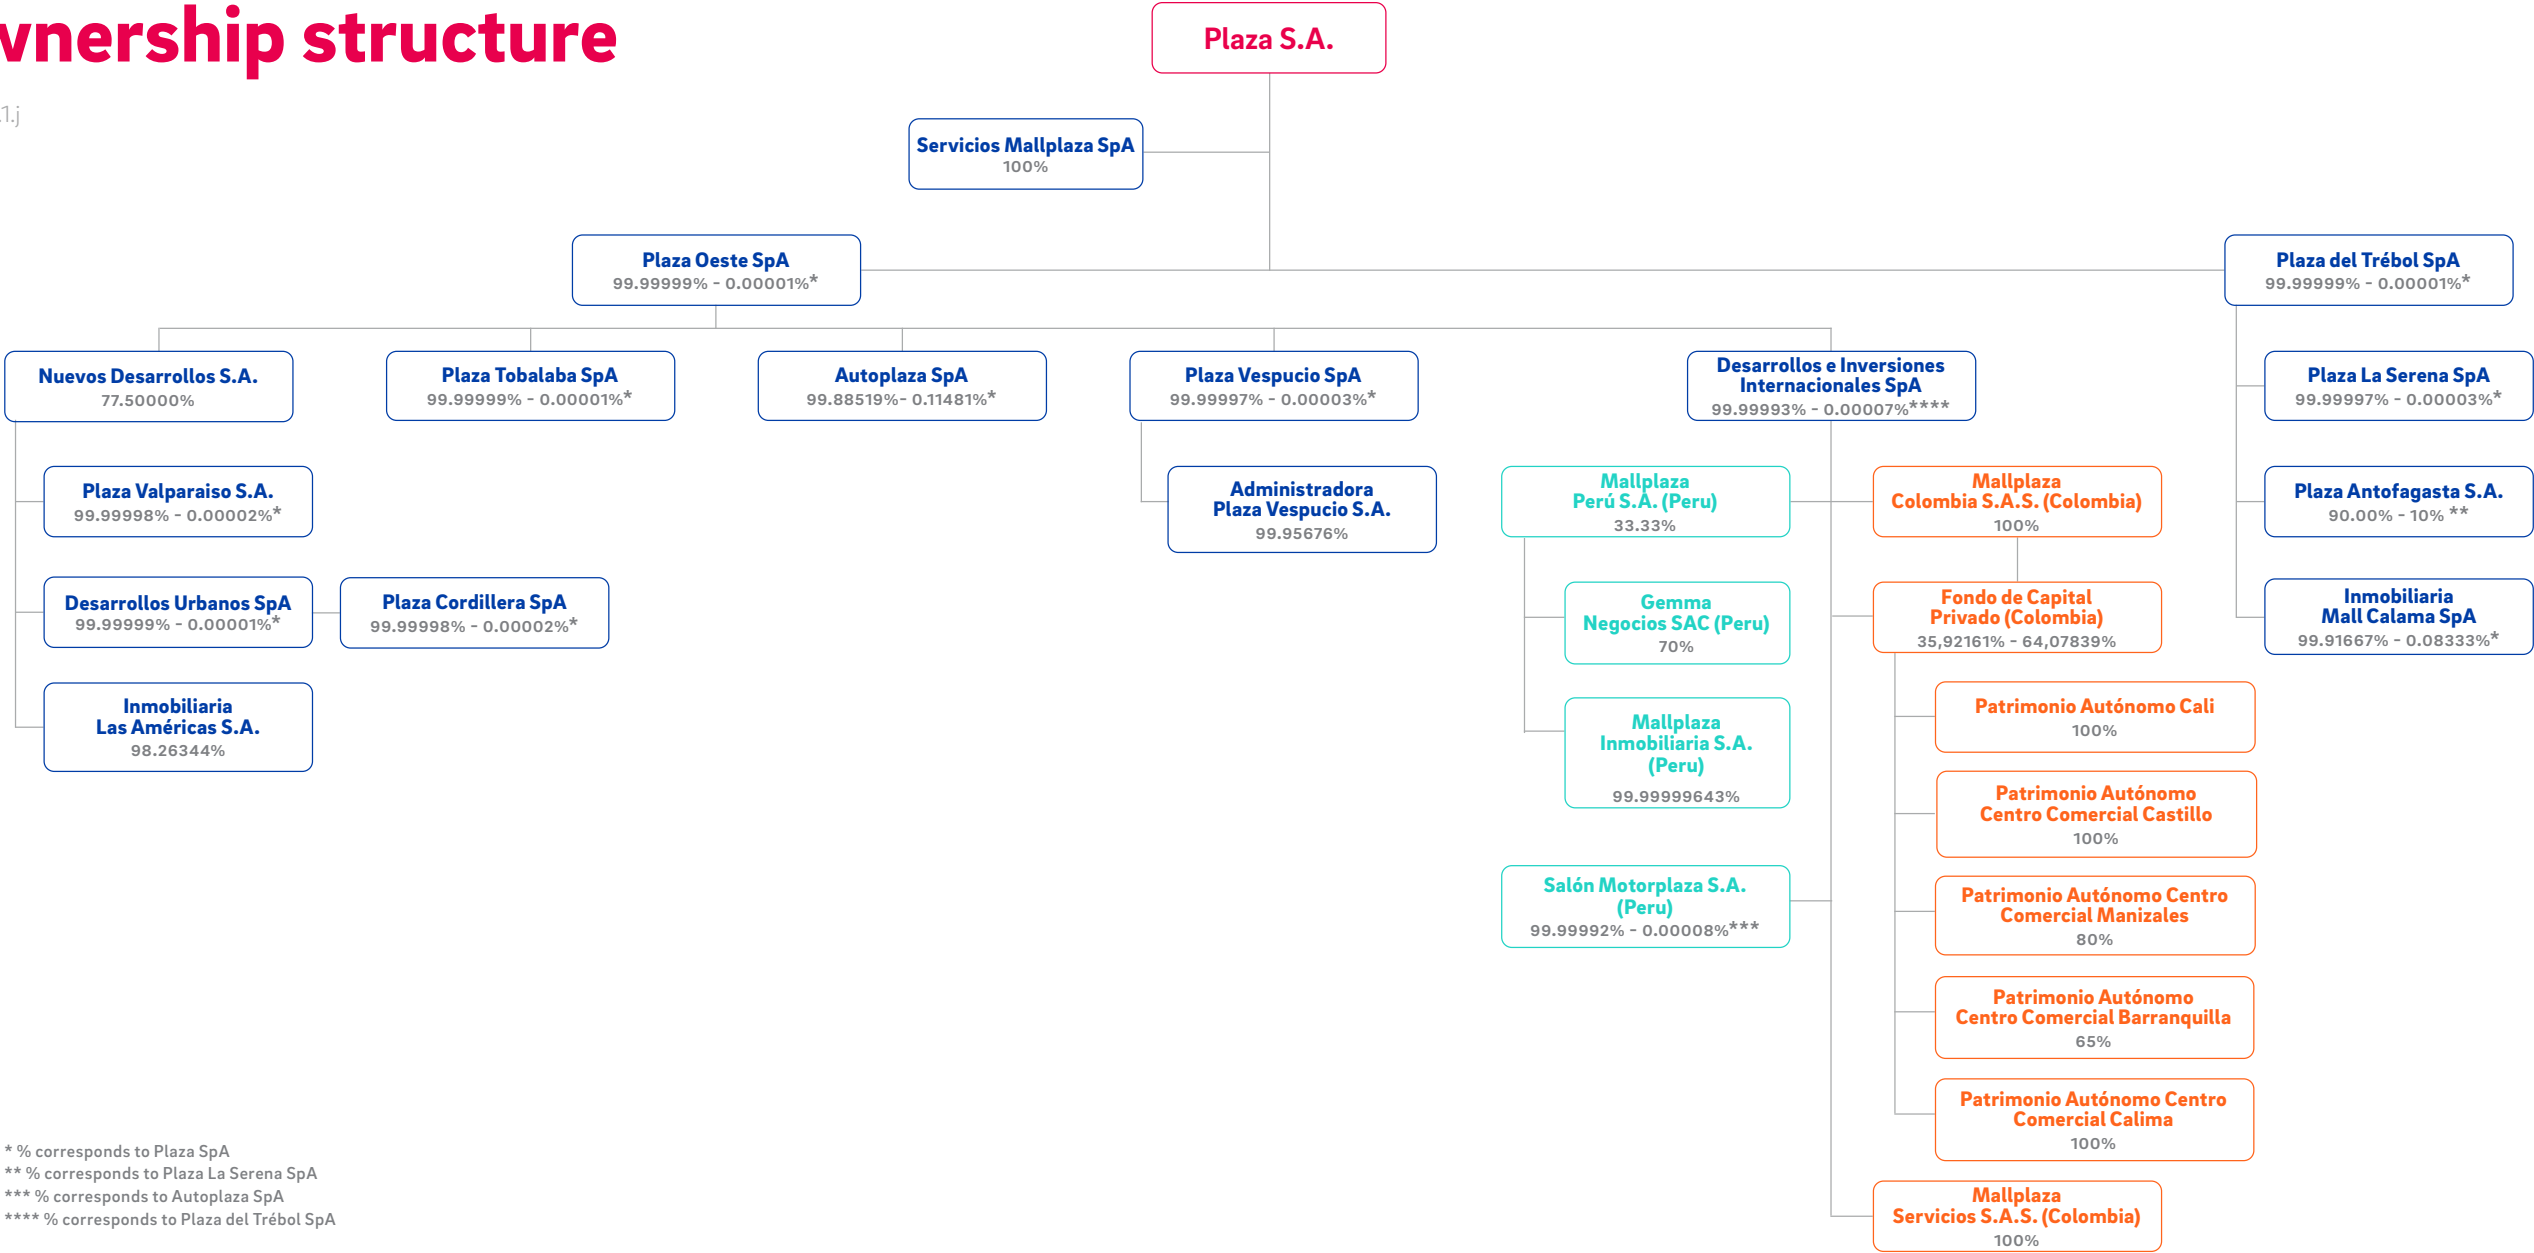 wnership structure
.1.j
Plaza S.A.
Servicios Mallplaza SpA
100%
Plaza Oeste SpA
99.99999% - 0.00001%*
Plaza del Trébol SpA
99.99999% - 0.00001%*
Nuevos Desarrollos S.A.
77.50000%
Plaza Tobalaba SpA
99.99999% - 0.00001%*
Autoplaza SpA
99.88519%- 0.11481%*
Plaza Vespucio SpA
99.99997% - 0.00003%*
Desarrollos e Inversiones
Internacionales SpA
99.99993% - 0.00007%****
Plaza La Serena SpA
99.99997% - 0.00003%*
Plaza Valparaiso S.A.
99.99998% - 0.00002%*
Administradora
Plaza Vespucio S.A.
99.95676%
Mallplaza
Perú S.A. (Peru)
33.33%
Mallplaza
Colombia S.A.S. (Colombia)
100%
Plaza Antofagasta S.A.
90.00% - 10% **
Desarrollos Urbanos SpA
99.99999% - 0.00001%*
Plaza Cordillera SpA
99.99998% - 0.00002%*
Gemma
Negocios SAC (Peru)
70%
Fondo de Capital
Privado (Colombia)
35,92161% - 64,07839%
Inmobiliaria
Mall Calama SpA
99.91667% - 0.08333%*
Inmobiliaria
Las Américas S.A.
98.26344%
Mallplaza
Inmobiliaria S.A.
(Peru)
99.99999643%
Patrimonio Autónomo Cali
100%
Patrimonio Autónomo
Centro Comercial Castillo
100%
Salón Motorplaza S.A.
(Peru)
99.99992% - 0.00008%***
Patrimonio Autónomo Centro
Comercial Manizales
80%
Patrimonio Autónomo
Centro Comercial Barranquilla
65%
Patrimonio Autónomo Centro
Comercial Calima
100%
Mallplaza
Servicios S.A.S. (Colombia)
100%
* % corresponds to Plaza SpA
** % corresponds to Plaza La Serena SpA
*** % corresponds to Autoplaza SpA
**** % corresponds to Plaza del Trébol SpA